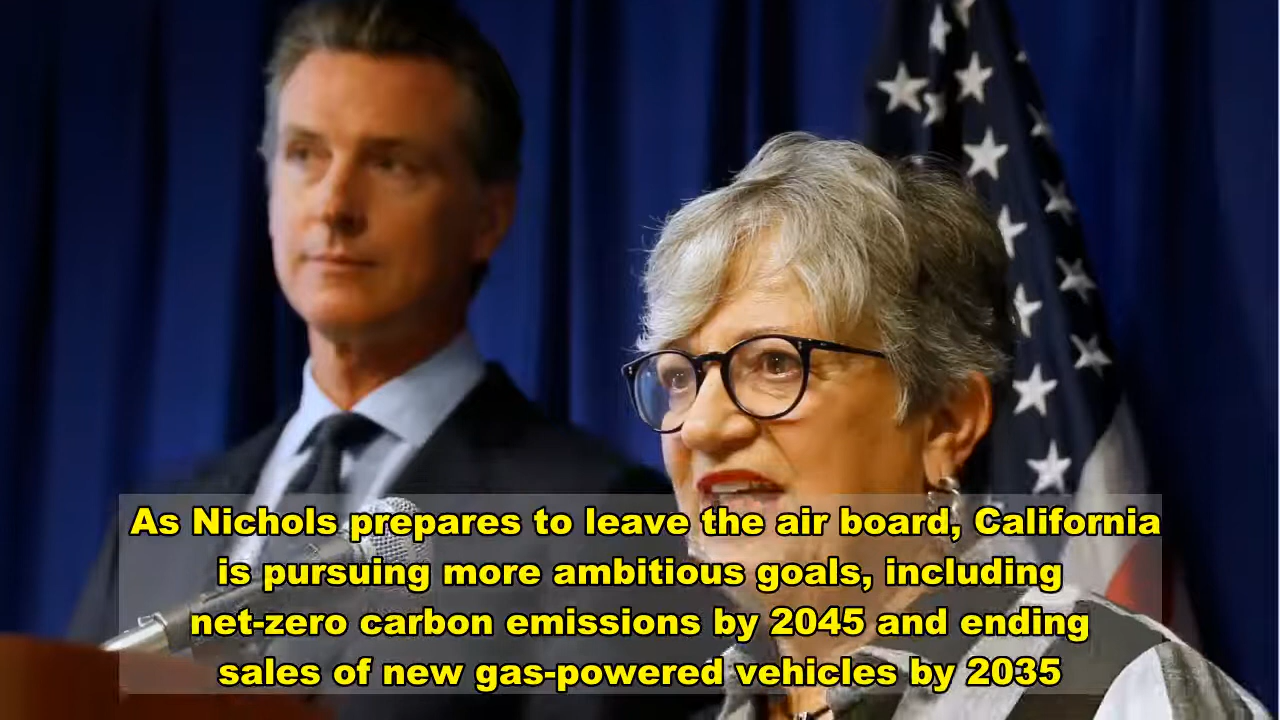 As Nichols prepares to leave the air board, California
is pursuing more ambitious goals, including
net-zero carbon emissions by 2045 and ending
sales of new gas-powered vehicles by 2035